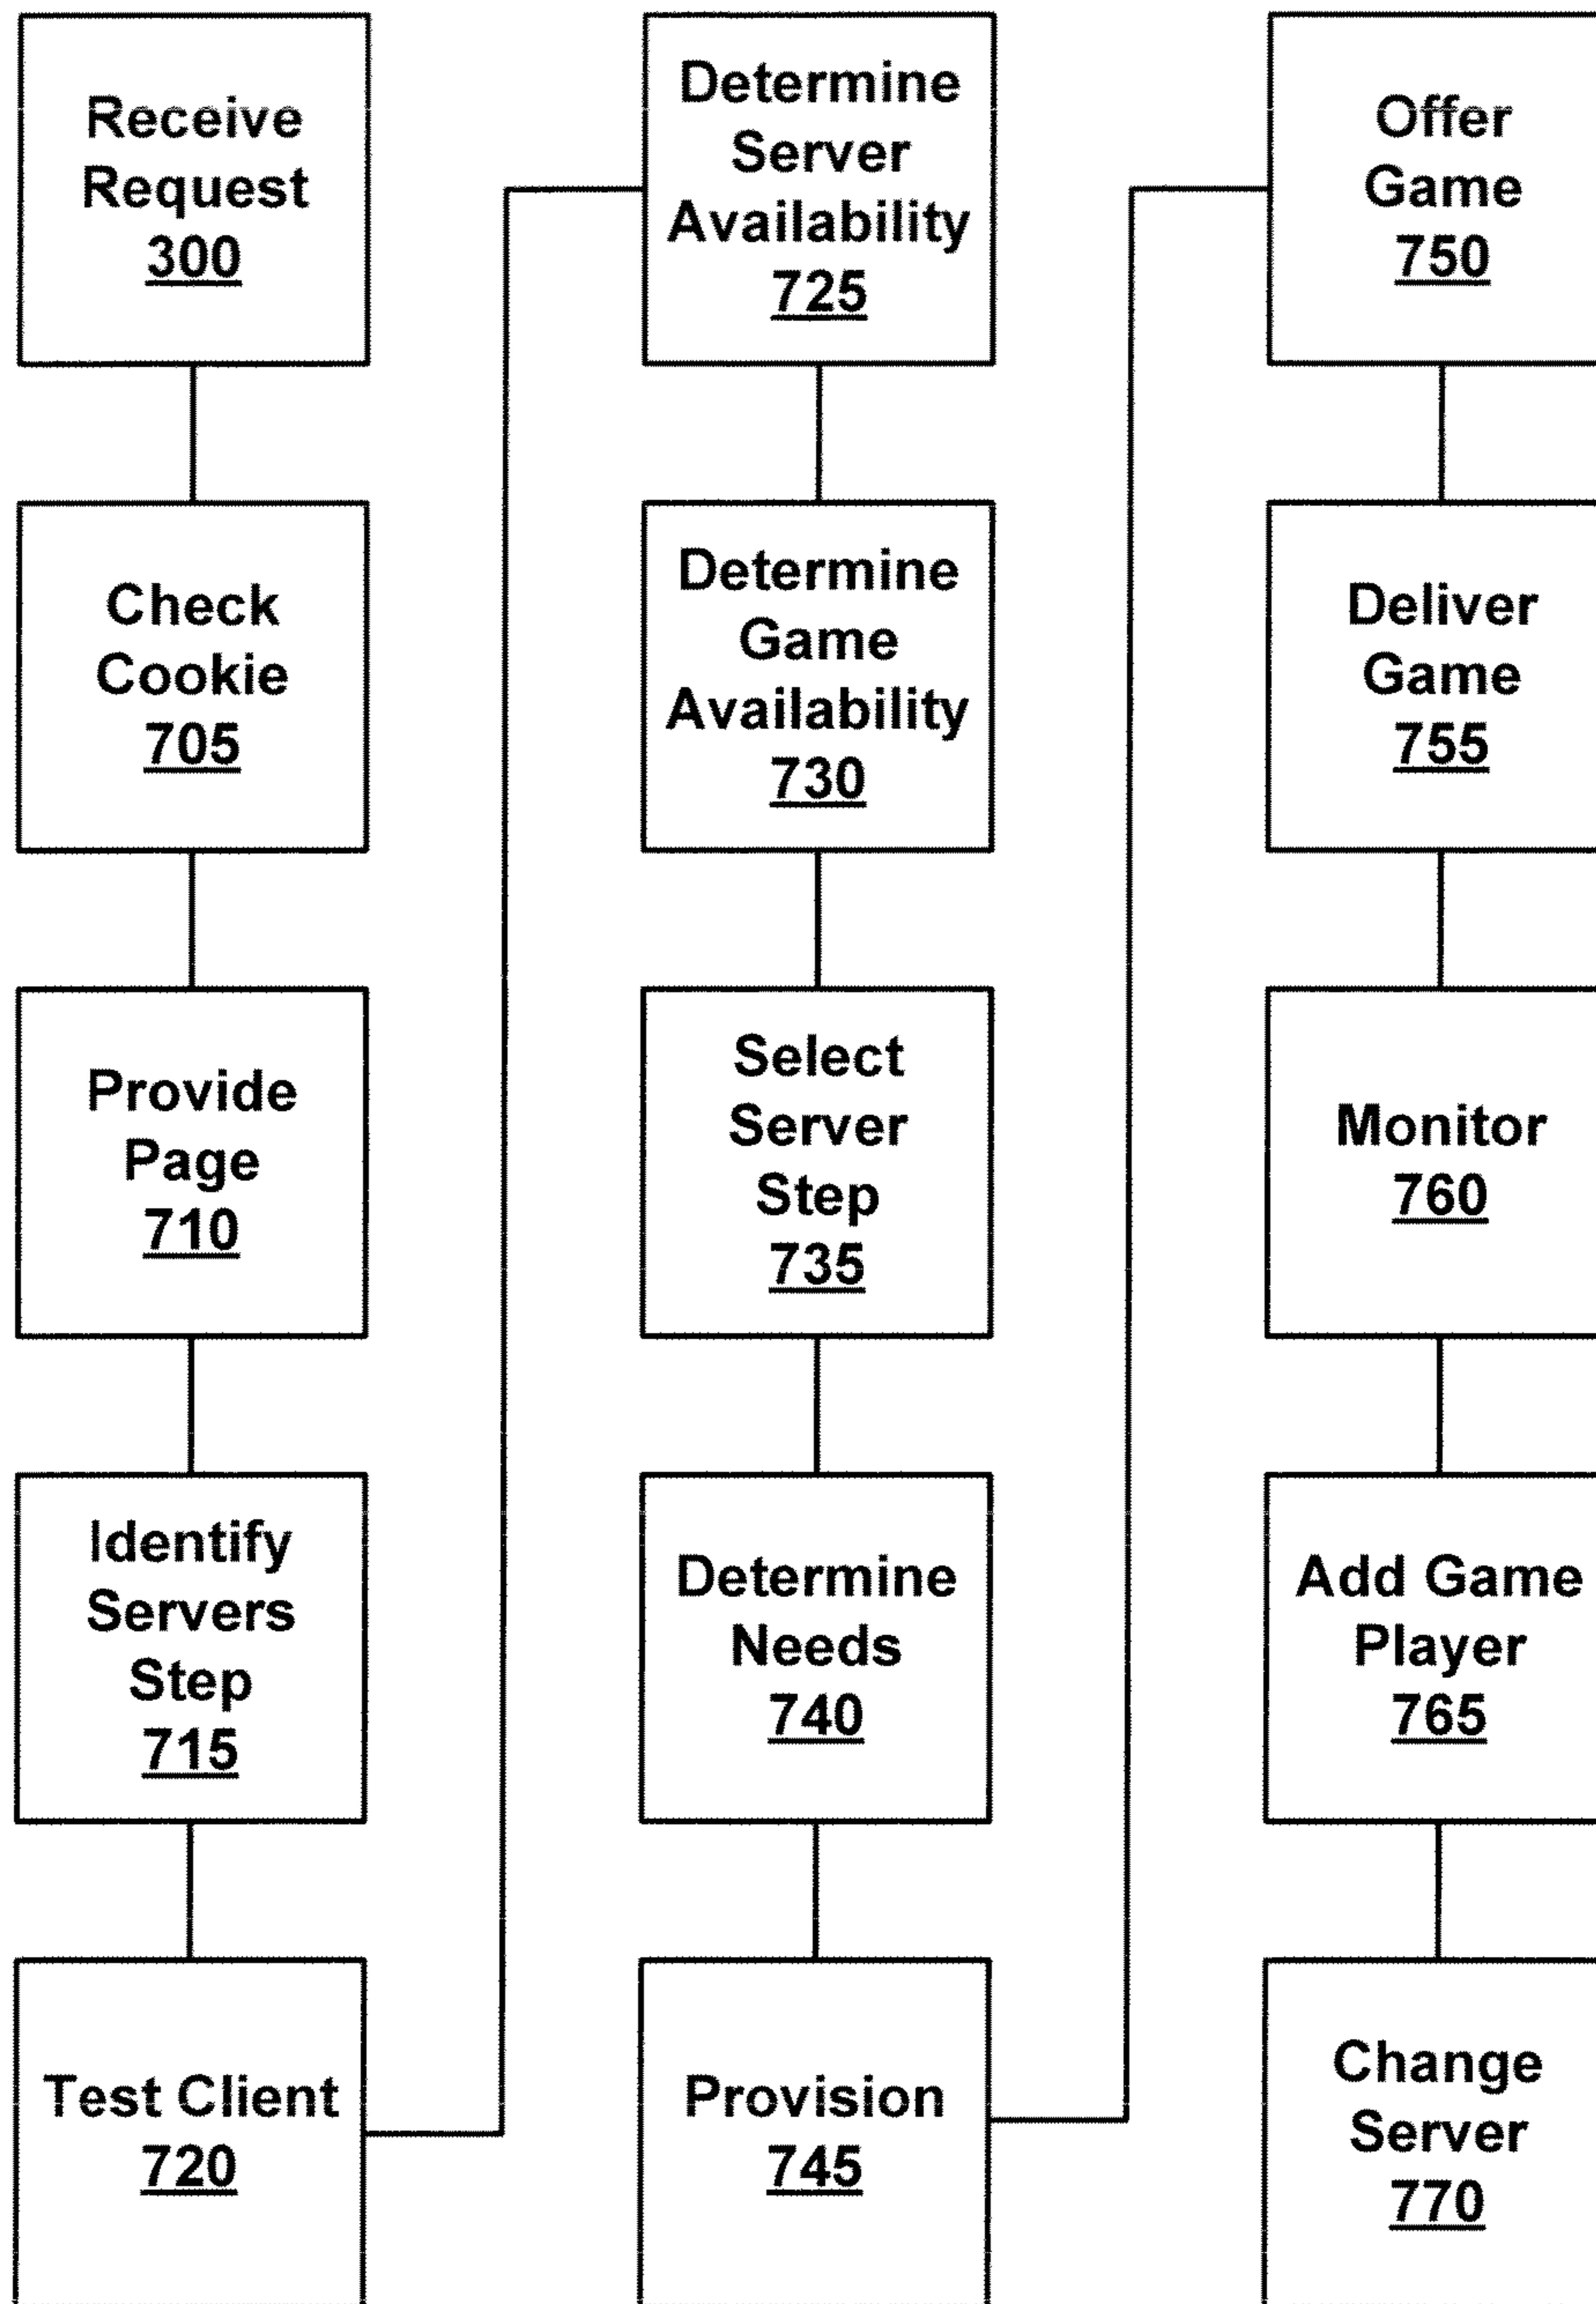 Receive
Request
300
Check
Cookie
705
Provide
Page
710
Identify
Servers
Step
715
Test Client
720
Determine
Server
Availability
725
Determine
Game
Availability
730
Select
Server
Step
735
Determine
Needs
740
Provision
745
Offer
Game
750
Deliver
Game
755
Monitor
760
Add Game
Player
765
Change
Server
770